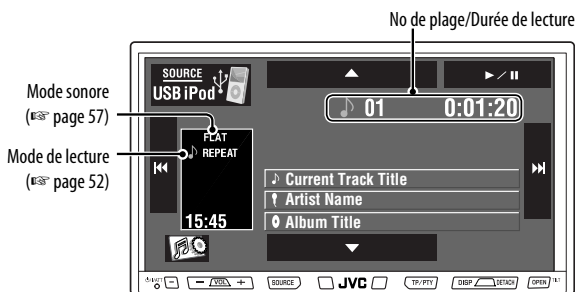 No de plage/Durée de lecture
SOURCE
USB iPod
Mode sonore
(☞ page 57)
♪ 01 0:01:20
FLAT
Mode de lecture
(☞ page 52)
♪ REPEAT
Current Track Title
Artist Name
Album Title
15:45
ATT
VOL
SOURCE
JVC
TP/PTY
DISP
DETACH
OPEN
TILT